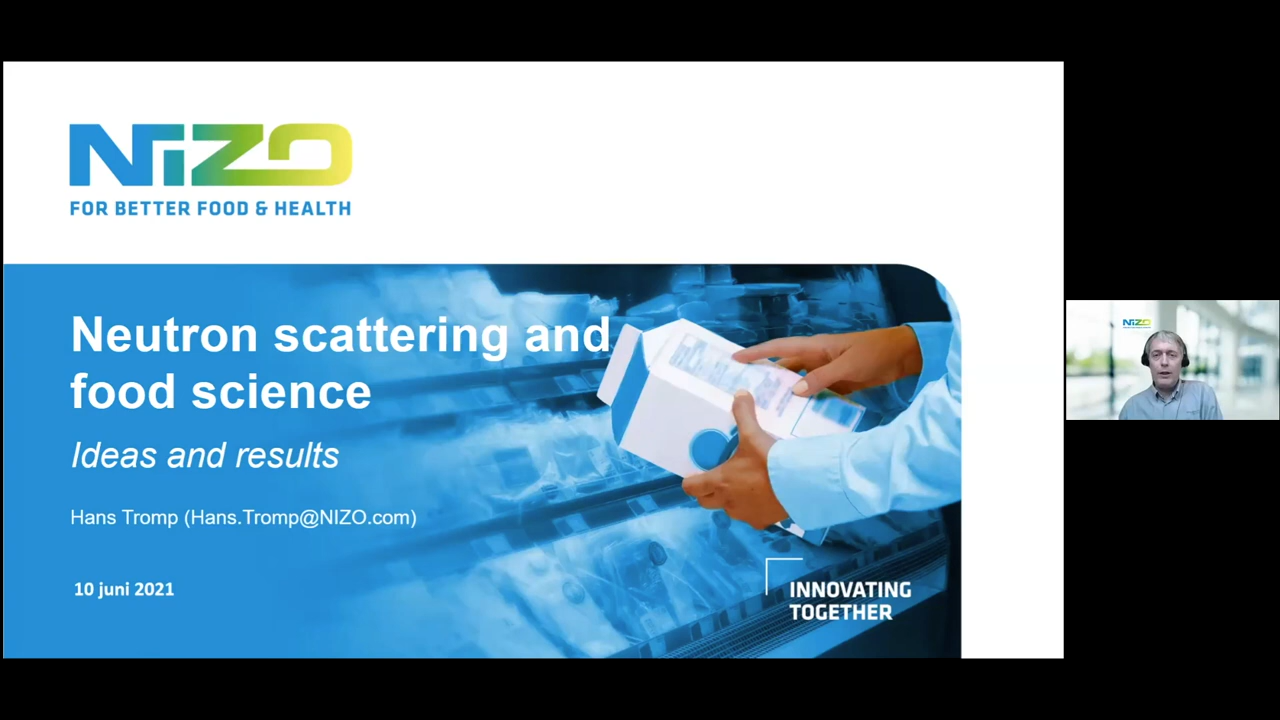 NIZO
FOR BETTER FOOD & HEALTH
Neutron scattering and
food science
Ideas and results
Hans Tromp (Hans.Tromp@NIZO.com)
10 juni 2021
INNOVATING
TOGETHER
NIZO